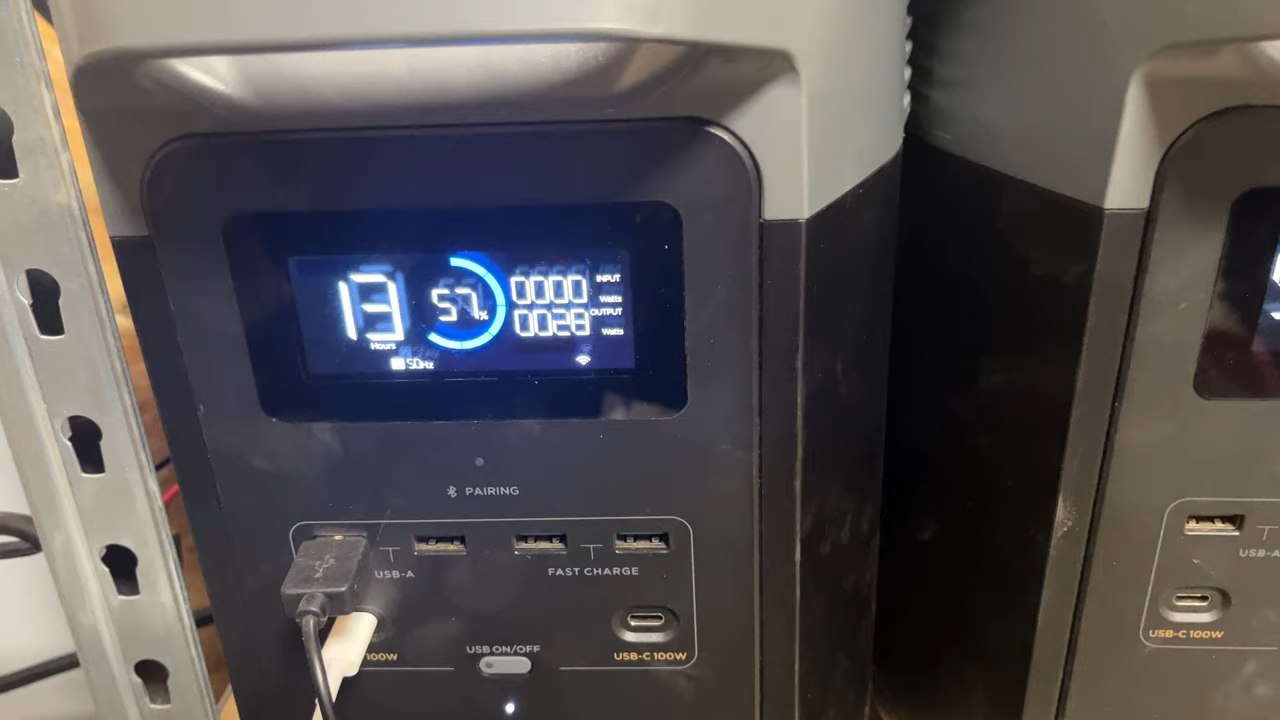 13
Hours
57%
0000 INPUT Watts
0028 OUTPUT Watts
50Hz
PAIRING
USB-A
FAST CHARGE
100W
USB ON/OFF
USB-C 100W
USB-A
USB-C 100W